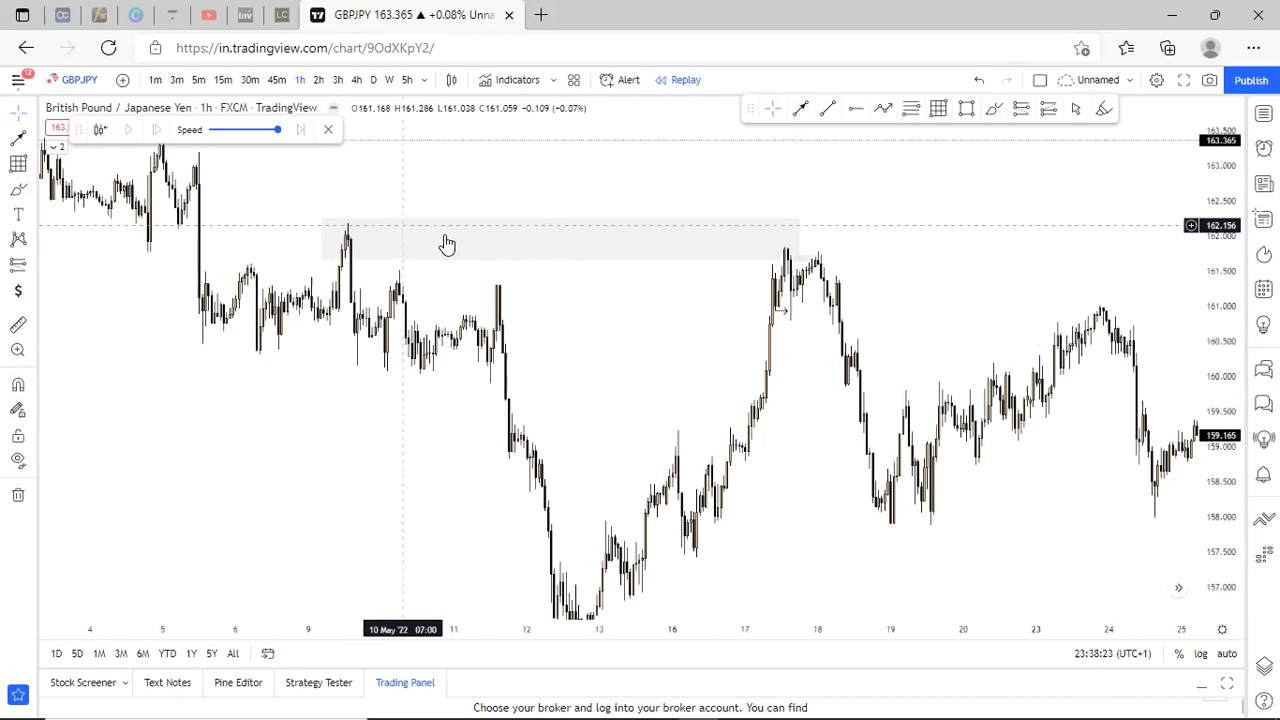 GBPJPY 163.365 ▲ +0.08% Unna
https://in.tradingview.com/chart/9OdXKpY2/
12
GBPJPY 1m 3m 5m 15m 30m 45m 1h 2h 3h 4h D W 5h Indicators Alert Replay Unnamed Publish
British Pound / Japanese Yen · 1h · FXCM · TradingView O161.168 H161.286 L161.038 C161.059 -0.109 (-0.07%)
163.
Speed
2
163.500
163.365
163.000
162.500
162.156
162.000
161.500
161.000
160.500
160.000
159.500
159.165
159.000
158.500
158.000
157.500
157.000
4 5 6 9 10 May '22 07:00 11 12 13 16 17 18 19 20 23 24 25
1D 5D 1M 3M 6M YTD 1Y 5Y All 23:38:23 (UTC+1) % log auto
Stock Screener Text Notes Pine Editor Strategy Tester Trading Panel
Choose your broker and log into your broker account. You can find